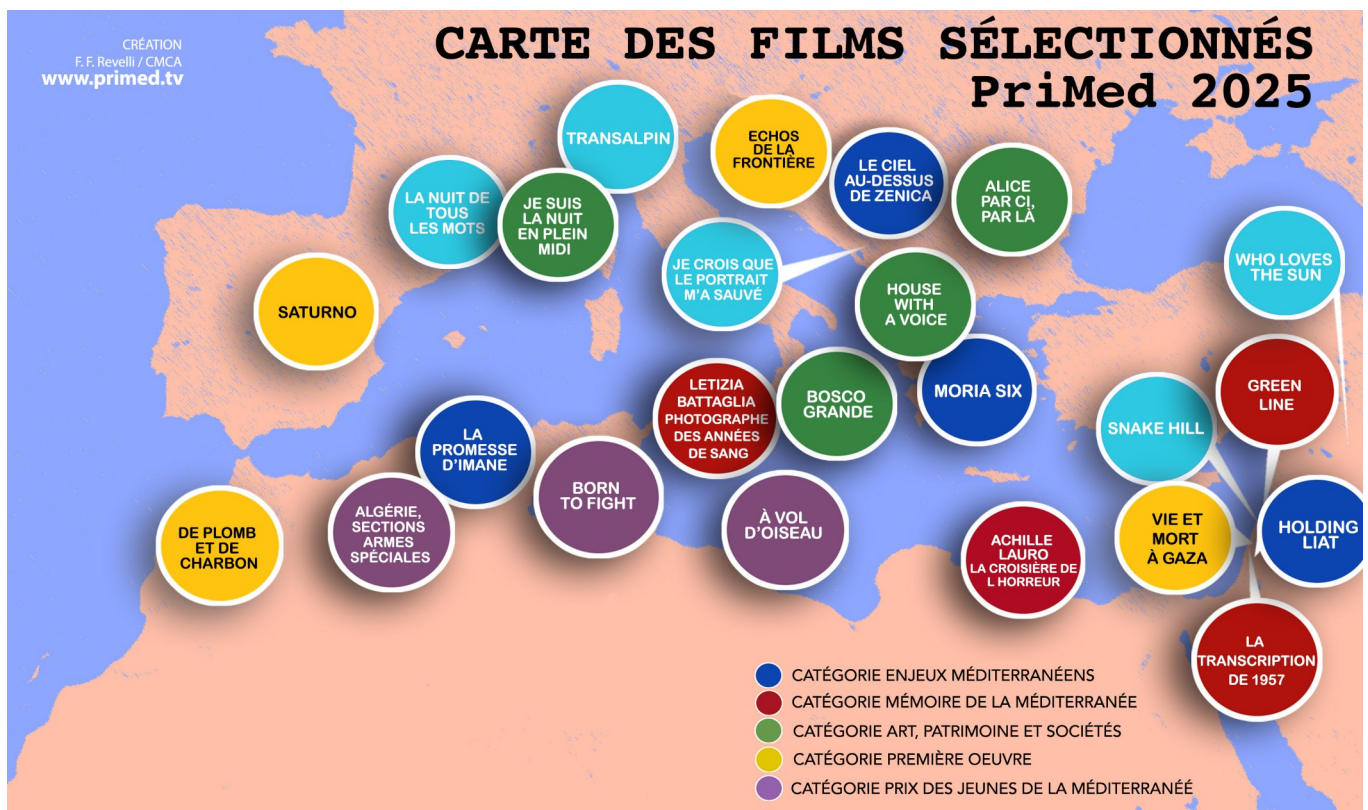 CRÉATION
F. F. Revelli / CMCA
www.primed.tv
CARTE DES FILMS SÉLECTIONNÉS
PriMed 2025
TRANSALPIN
ECHOS
DE LA
FRONTIÈRE
LE CIEL
AU-DESSUS
DE ZENICA
ALICE
PAR CI,
PAR LÀ
LA NUIT DE
TOUS
LES MOTS
JE SUIS
LA NUIT
EN PLEIN
MIDI
JE CROIS QUE
LE PORTRAIT
M'A SAUVÉ
WHO LOVES
THE SUN
SATURNO
HOUSE
WITH
A VOICE
LETIZIA
BATTAGLIA
PHOTOGRAPHE
DES ANNÉES
DE SANG
BOSCO
GRANDE
MORIA SIX
GREEN
LINE
SNAKE HILL
LA
PROMESSE
D'IMANE
BORN
TO FIGHT
À VOL
D'OISEAU
DE PLOMB
ET DE
CHARBON
ALGÉRIE,
SECTIONS
ARMES
SPÉCIALES
ACHILLE
LAURO
LA CROISIÈRE DE
L HORREUR
VIE ET
MORT
À GAZA
HOLDING
LIAT
LA
TRANSCRIPTION
DE 1957
CATÉGORIE ENJEUX MÉDITERRANÉENS
CATÉGORIE MÉMOIRE DE LA MÉDITERRANÉE
CATÉGORIE ART, PATRIMOINE ET SOCIÉTÉS
CATÉGORIE PREMIÈRE OEUVRE
CATÉGORIE PRIX DES JEUNES DE LA MÉDITERRANÉÉ